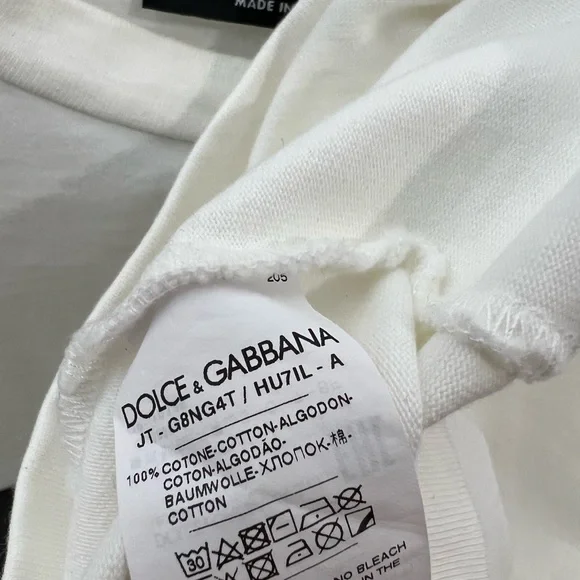 MADE IN
205
DOLCE & GABBANA
JT - G8NG4T / HU7IL - A
100% COTONE-COTTON-ALGODON-
COTON-ALGODÃO-
BAUMWOLLE-ХЛОПОК-棉-
COTTON
30
NO BLEACH
IN THE